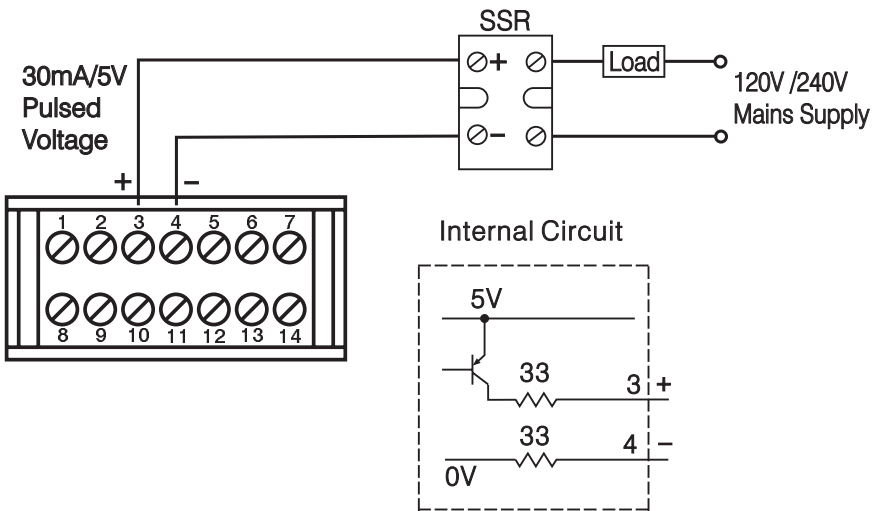 SSR
30mA/5V
Pulsed
Voltage
+
−
+
−
Load
120V /240V
Mains Supply
1 2 3 4 5 6 7
8 9 10 11 12 13 14
Internal Circuit
5V
33
3 +
33
4 −
0V